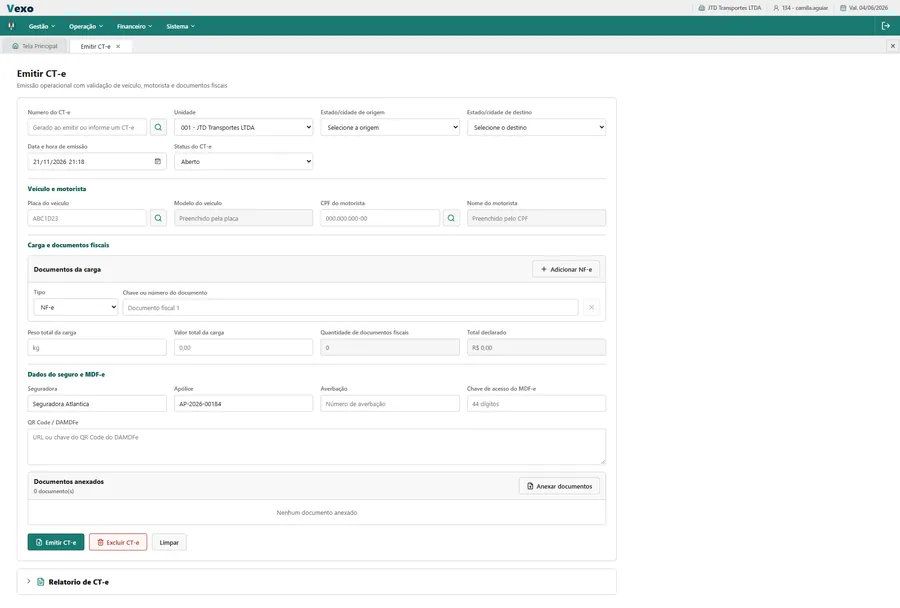 Vexo
JTD Transportes LTDA
134 - camila.aguiar
Val. 04/06/2026
Gestão
Operação
Financeiro
Sistema
Tela Principal
Emitir CT-e
Emitir CT-e
Emissão operacional com validação de veículo, motorista e documentos fiscais
Numero do CT-e
Unidade
Estado/cidade de origem
Estado/cidade de destino
Gerado ao emitir ou informe um CT-e
001 - JTD Transportes LTDA
Selecione a origem
Selecione o destino
Data e hora de emissão
Status do CT-e
21/11/2026 21:18
Aberto
Veículo e motorista
Placa do veículo
Modelo do veículo
CPF do motorista
Nome do motorista
ABC1D23
Preenchido pela placa
000.000.000-00
Preenchido pelo CPF
Carga e documentos fiscais
Documentos da carga
Adicionar NF-e
Tipo
Chave ou número do documento
NF-e
Documento fiscal 1
Peso total da carga
Valor total da carga
Quantidade de documentos fiscais
Total declarado
kg
0,00
0
R$ 0,00
Dados do seguro e MDF-e
Seguradora
Apólice
Averbação
Chave de acesso do MDF-e
Seguradora Atlantica
AP-2026-00184
Número de averbação
44 dígitos
QR Code / DAMDFe
URL ou chave do QR Code do DAMDFe
Documentos anexados
0 documento(s)
Anexar documentos
Nenhum documento anexado.
Emitir CT-e
Excluir CT-e
Limpar
Relatorio de CT-e